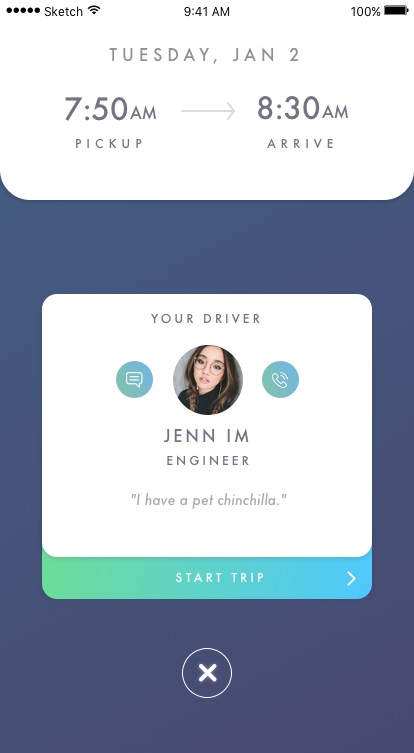 ●●●●● Sketch 9:41 AM 100%
TUESDAY, JAN 2
7:50AM 8:30AM
PICKUP ARRIVE
YOUR DRIVER
JENN IM
ENGINEER
"I have a pet chinchilla."
START TRIP